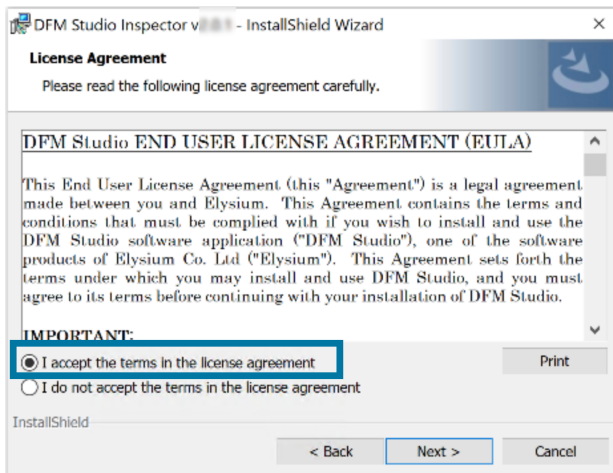 DFM Studio Inspector v - InstallShield Wizard
License Agreement
Please read the following license agreement carefully.
DFM Studio END USER LICENSE AGREEMENT (EULA)
This End User License Agreement (this "Agreement") is a legal agreement
made between you and Elysium. This Agreement contains the terms and
conditions that must be complied with if you wish to install and use the
DFM Studio software application ("DFM Studio"), one of the software
products of Elysium Co. Ltd ("Elysium"). This Agreement sets forth the
terms under which you may install and use DFM Studio, and you must
agree to its terms before continuing with your installation of DFM Studio.
IMPORTANT:
I accept the terms in the license agreement
Print
I do not accept the terms in the license agreement
InstallShield
< Back
Next >
Cancel